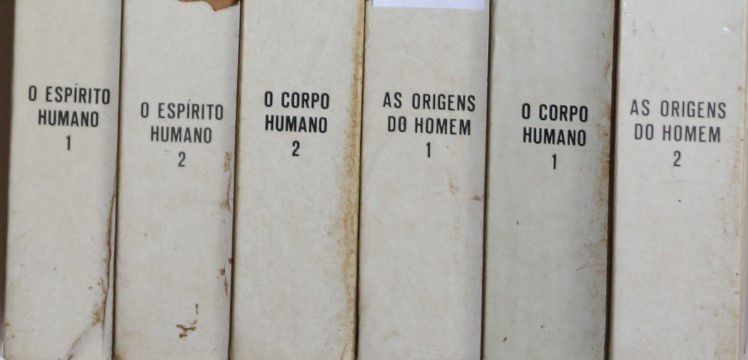 O ESPÍRITO
HUMANO
1
O ESPÍRITO
HUMANO
2
O CORPO
HUMANO
2
AS ORIGENS
DO HOMEM
1
O CORPO
HUMANO
1
AS ORIGENS
DO HOMEM
2